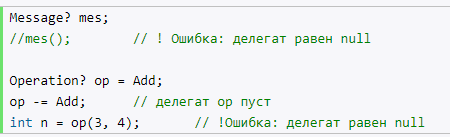 Message? mes;
//mes();        // ! Ошибка: делегат равен null

Operation? op = Add;
op -= Add;      // делегат op пуст
int n = op(3, 4);       // !Ошибка: делегат равен null